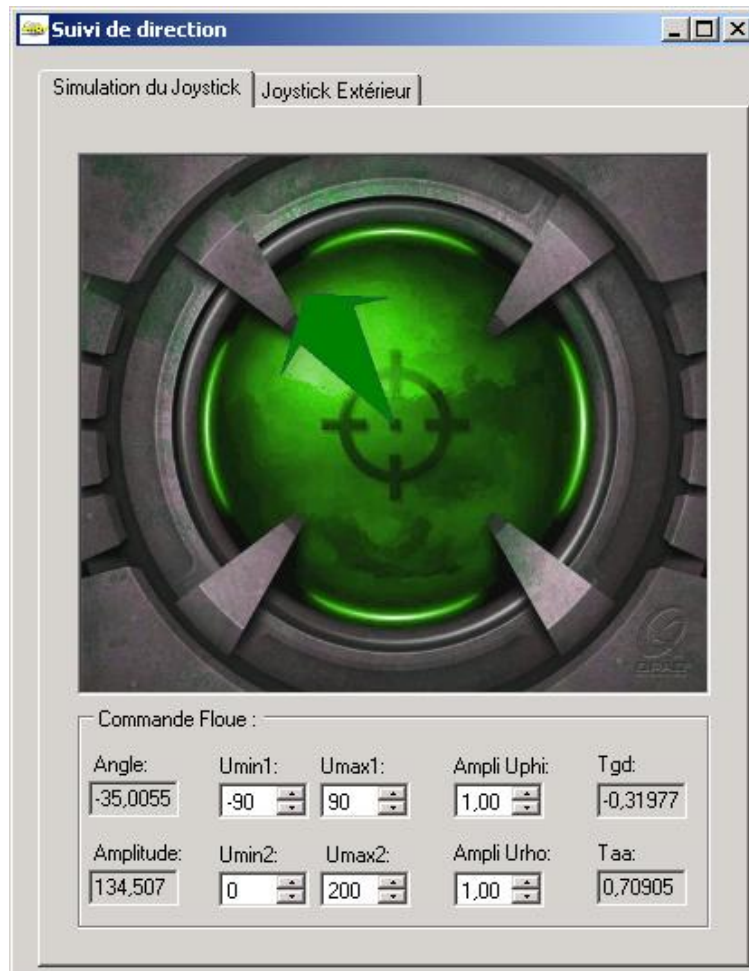 Suivi de direction
Simulation du Joystick Joystick Extérieur
Commande Floue :
Angle: Umin1: Umax1: Ampli Uphi: Tgd:
-35,0055 -90 90 1,00 -0,31977
Amplitude: Umin2: Umax2: Ampli Urho: Taa:
134,507 0 200 1,00 0,70905